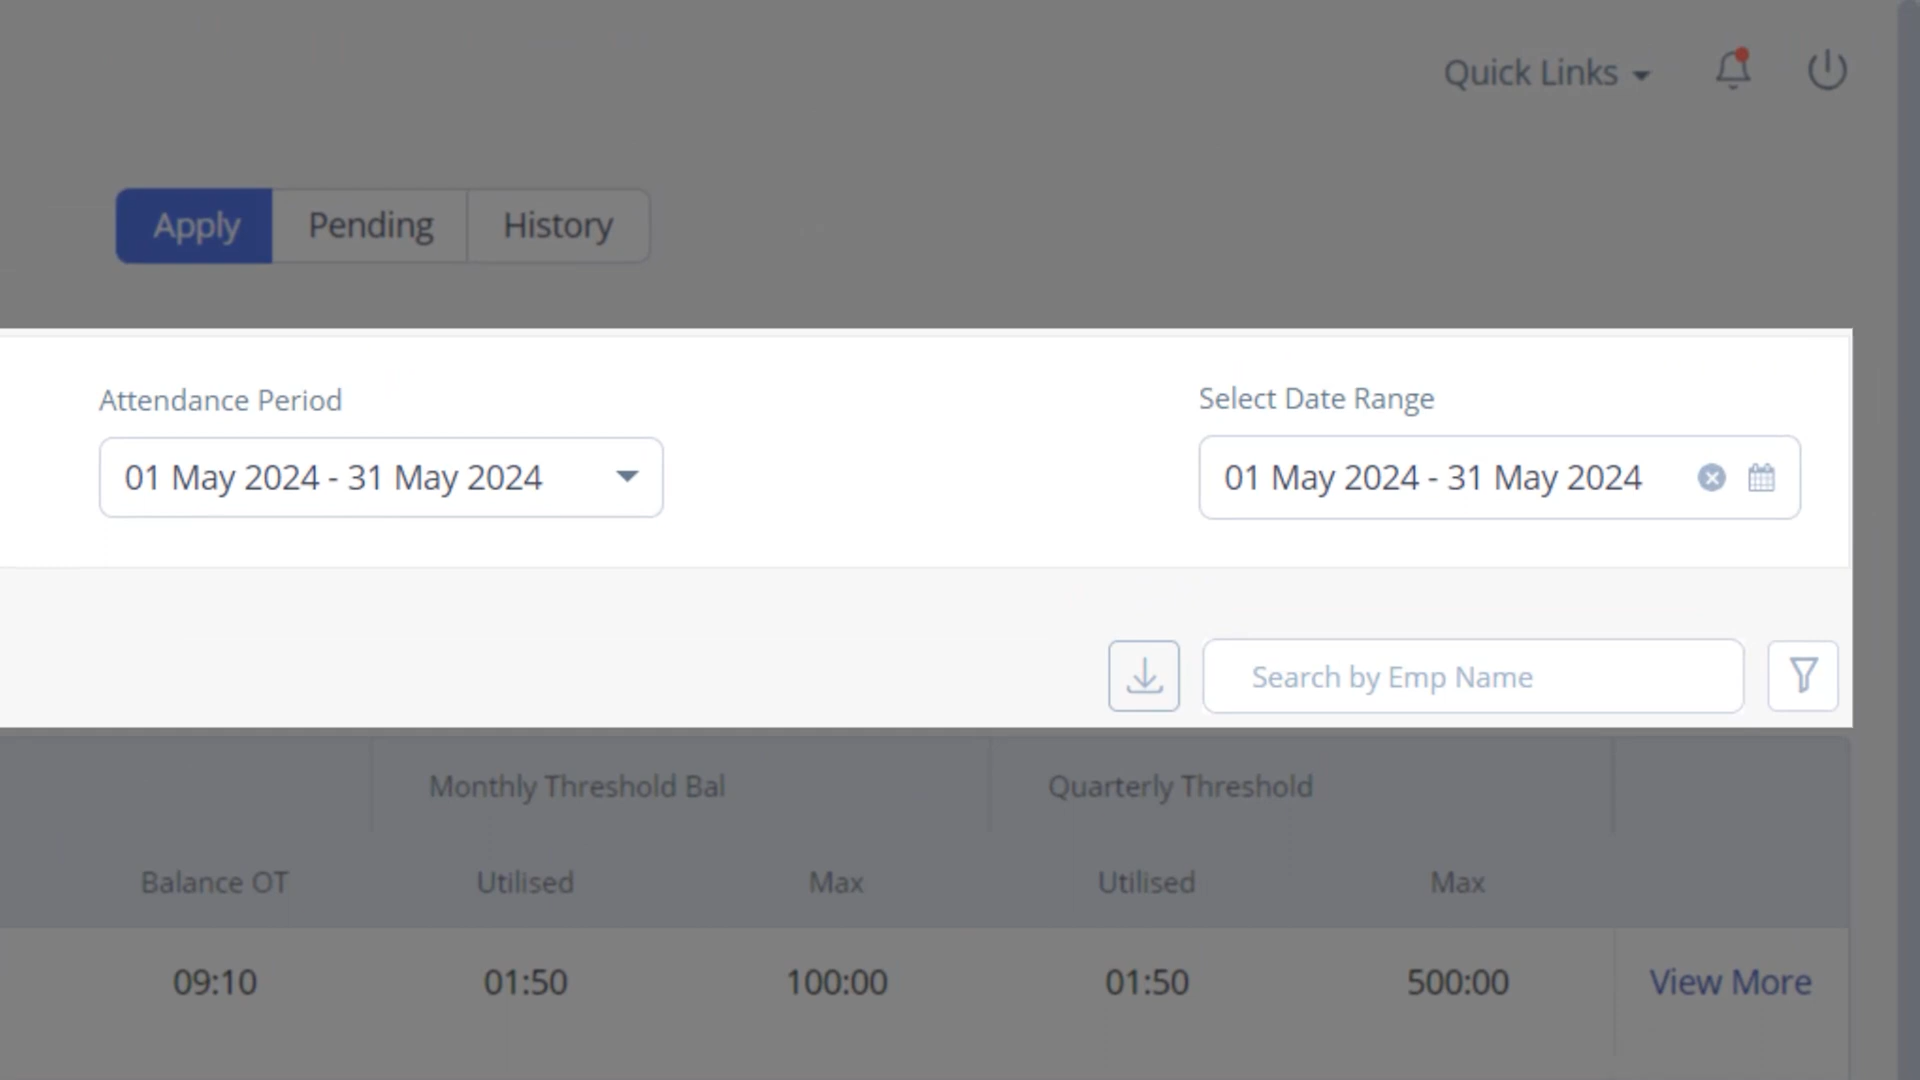 Quick Links
Apply Pending History
Attendance Period Select Date Range
01 May 2024 - 31 May 2024 01 May 2024 - 31 May 2024
Search by Emp Name
Monthly Threshold Bal Quarterly Threshold
Balance OT Utilised Max Utilised Max
09:10 01:50 100:00 01:50 500:00 View More